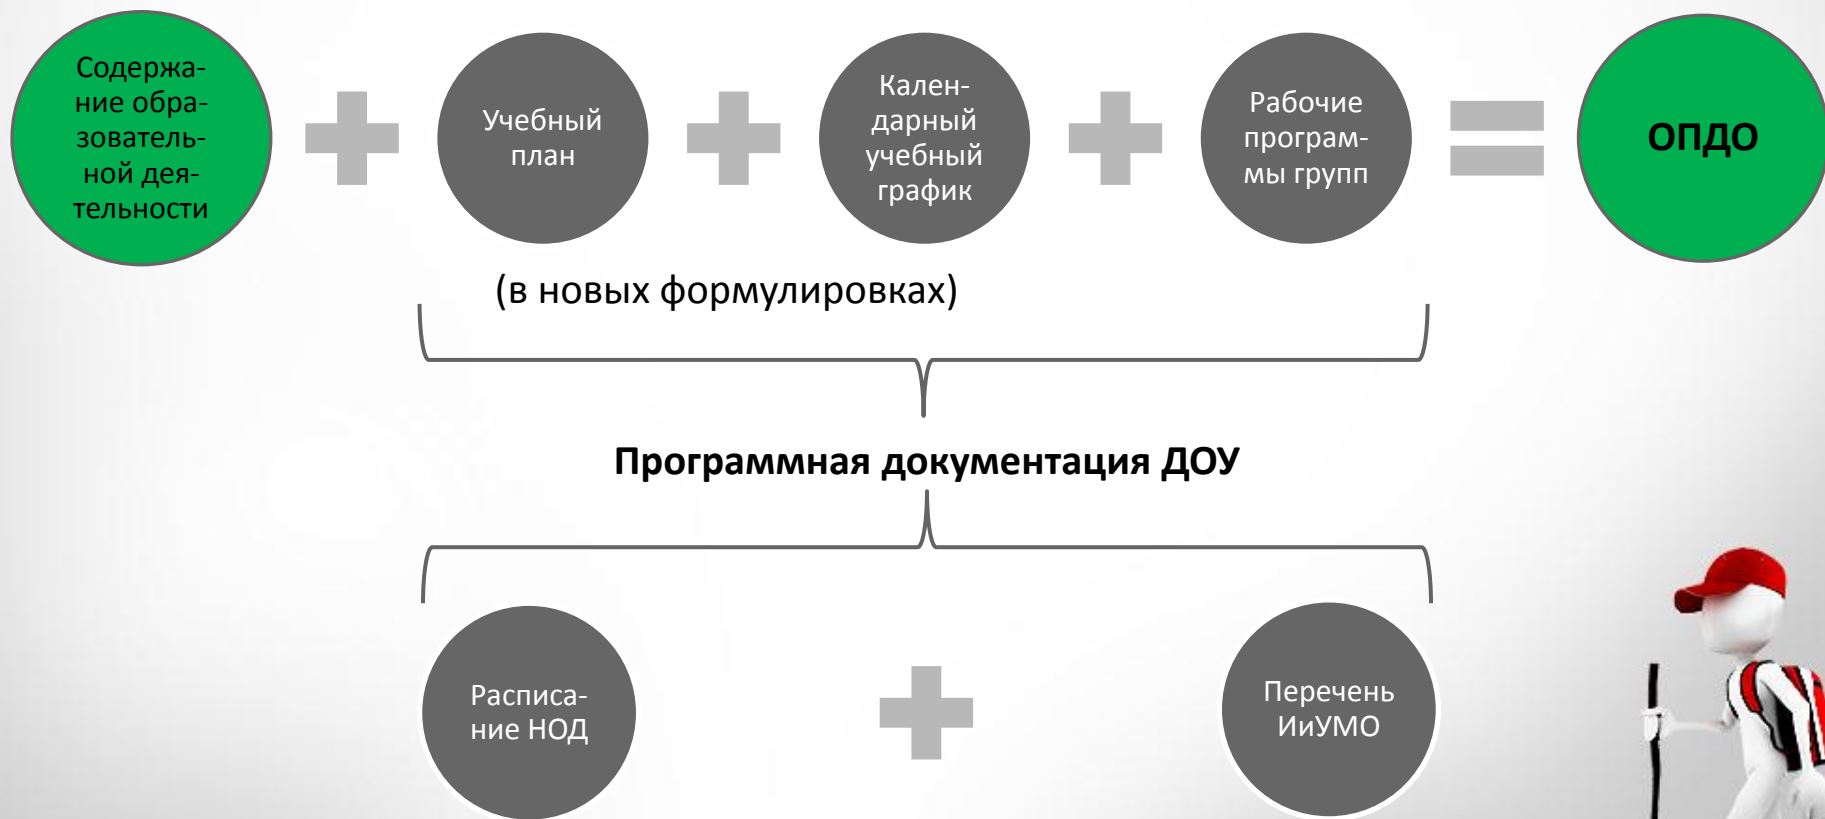 Содержа-
ние обра-
зователь-
ной дея-
тельности
Учебный
план
Кален-
дарный
учебный
график
Рабочие
програм-
мы групп
ОПДО
(в новых формулировках)
Программная документация ДОУ
Расписа-
ние НОД
Перечень
ИиУМО